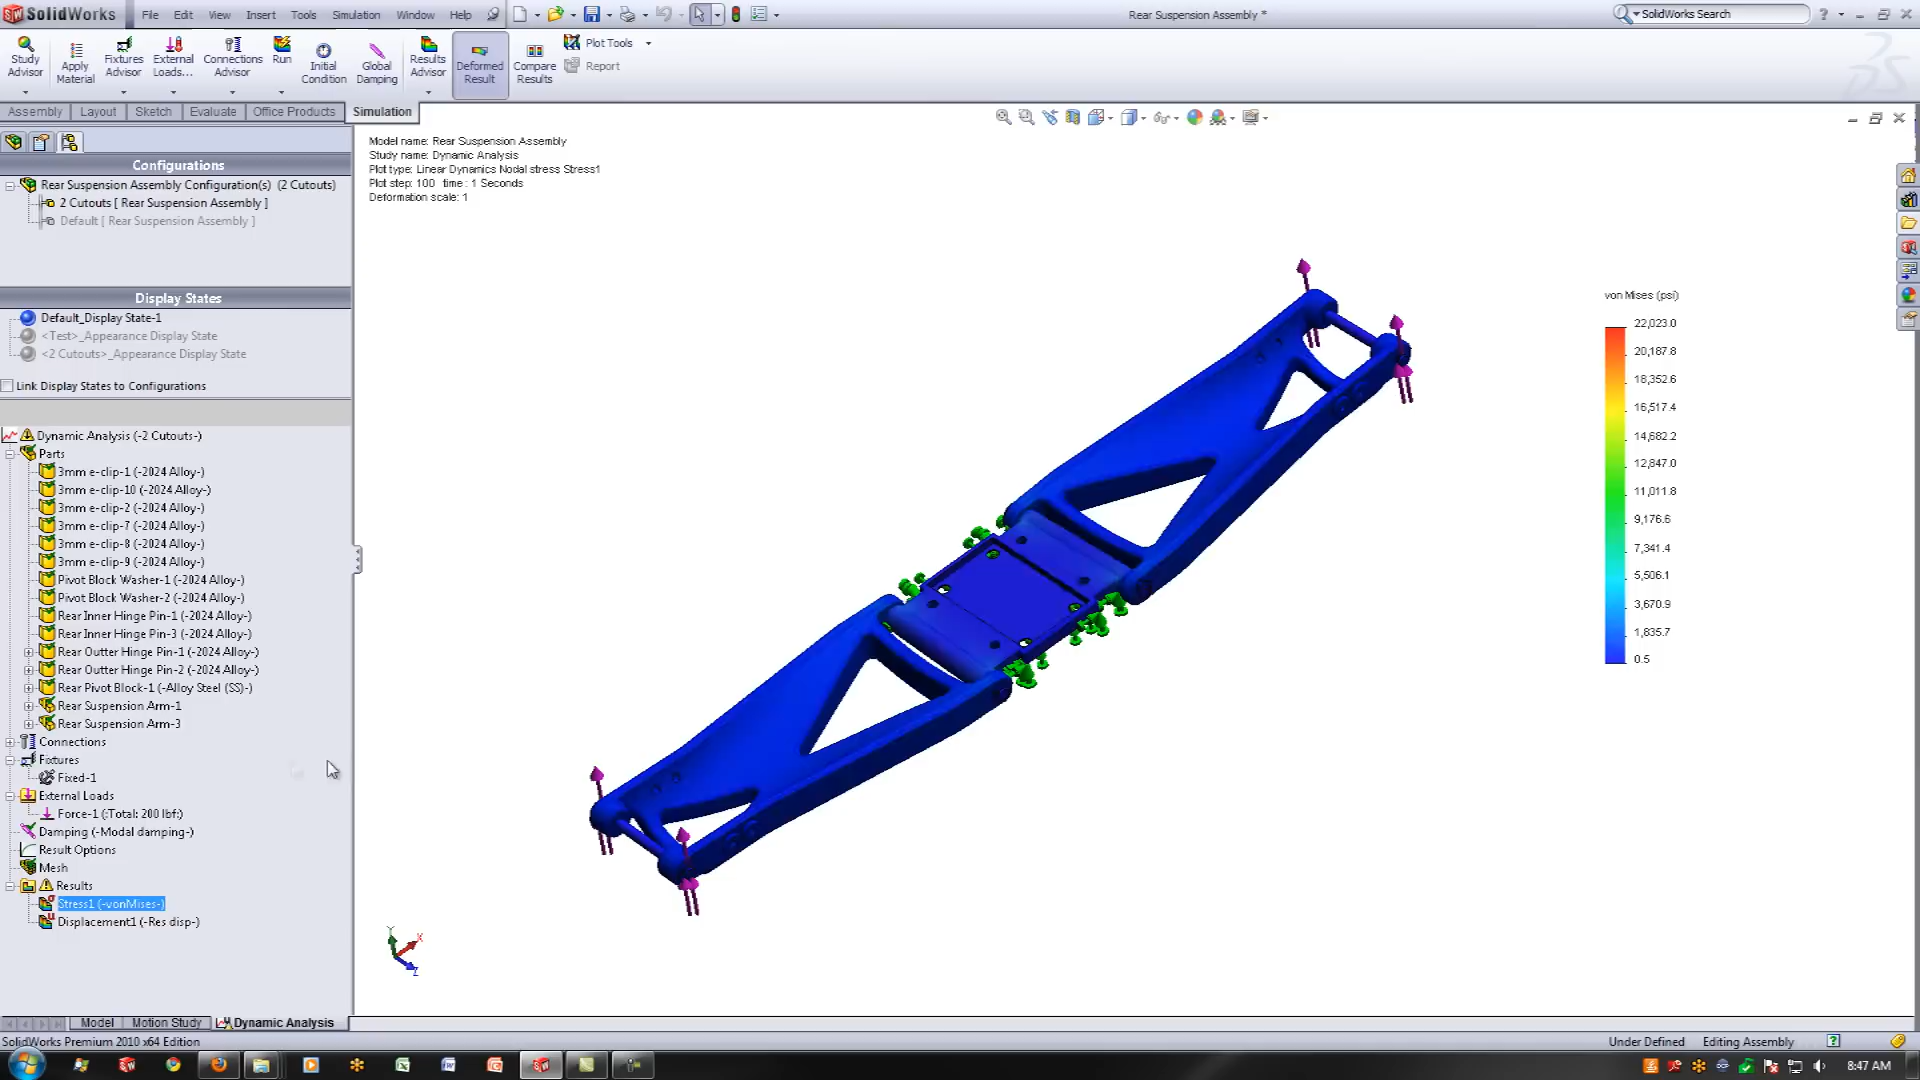 SolidWorks File Edit View Insert Tools Simulation Window Help
Rear Suspension Assembly *
SolidWorks Search
Study Advisor
Apply Material
Fixtures Advisor
External Loads...
Connections Advisor
Run
Initial Condition
Global Damping
Results Advisor
Deformed Result
Compare Results
Plot Tools
Report
Assembly Layout Sketch Evaluate Office Products Simulation
Configurations
Rear Suspension Assembly Configuration(s) (2 Cutouts)
2 Cutouts [ Rear Suspension Assembly ]
Default [ Rear Suspension Assembly ]
Display States
Default_Display State-1
<Test>_Appearance Display State
<2 Cutouts>_Appearance Display State
Link Display States to Configurations
Dynamic Analysis (-2 Cutouts-)
Parts
3mm e-clip-1 (-2024 Alloy-)
3mm e-clip-10 (-2024 Alloy-)
3mm e-clip-2 (-2024 Alloy-)
3mm e-clip-7 (-2024 Alloy-)
3mm e-clip-8 (-2024 Alloy-)
3mm e-clip-9 (-2024 Alloy-)
Pivot Block Washer-1 (-2024 Alloy-)
Pivot Block Washer-2 (-2024 Alloy-)
Rear Inner Hinge Pin-1 (-2024 Alloy-)
Rear Inner Hinge Pin-3 (-2024 Alloy-)
Rear Outter Hinge Pin-1 (-2024 Alloy-)
Rear Outter Hinge Pin-2 (-2024 Alloy-)
Rear Pivot Block-1 (-Alloy Steel (SS)-)
Rear Suspension Arm-1
Rear Suspension Arm-3
Connections
Fixtures
Fixed-1
External Loads
Force-1 (:Total: 200 lbf:)
Damping (-Modal damping-)
Result Options
Mesh
Results
Stress1 (-vonMises-)
Displacement1 (-Res disp-)
Model name: Rear Suspension Assembly
Study name: Dynamic Analysis
Plot type: Linear Dynamics Nodal stress Stress1
Plot step: 100 time : 1 Seconds
Deformation scale: 1
von Mises (psi)
22,023.0
20,187.8
18,352.6
16,517.4
14,682.2
12,847.0
11,011.8
9,176.6
7,341.4
5,506.1
3,670.9
1,835.7
0.5
Y
X
Z
Model Motion Study Dynamic Analysis
SolidWorks Premium 2010 x64 Edition
Under Defined Editing Assembly
8:47 AM